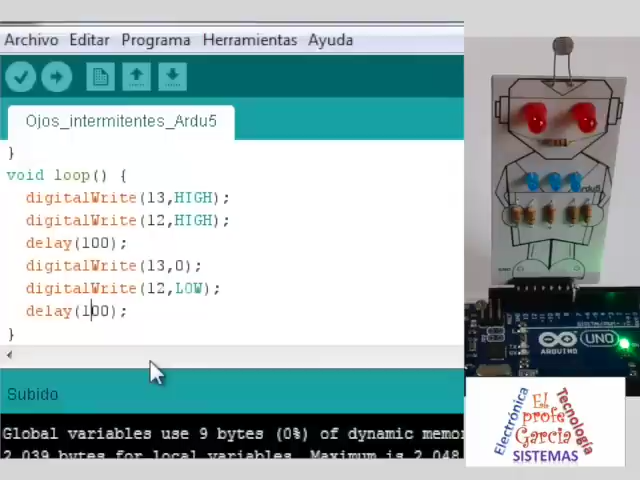 Archivo Editar Programa Herramientas Ayuda
Ojos_intermitentes_Ardu5
}
void loop() {
digitalWrite(13,HIGH);
digitalWrite(12,HIGH);
delay(100);
digitalWrite(13,0);
digitalWrite(12,LOW);
delay(100);
}
Subido
Global variables use 9 bytes (0%) of dynamic memor
2.039 bytes for local variables. Maximum is 2.048
Ardu5
UNO
ARDUINO
Electrónica
El
profe
García
Tecnología
SISTEMAS